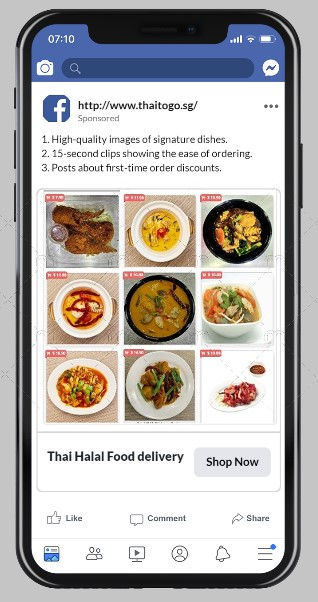 07:10
http://www.thaitogo.sg/
Sponsored
1. High-quality images of signature dishes.
2. 15-second clips showing the ease of ordering.
3. Posts about first-time order discounts.
Thai Halal Food delivery
Shop Now
Like
Comment
Share